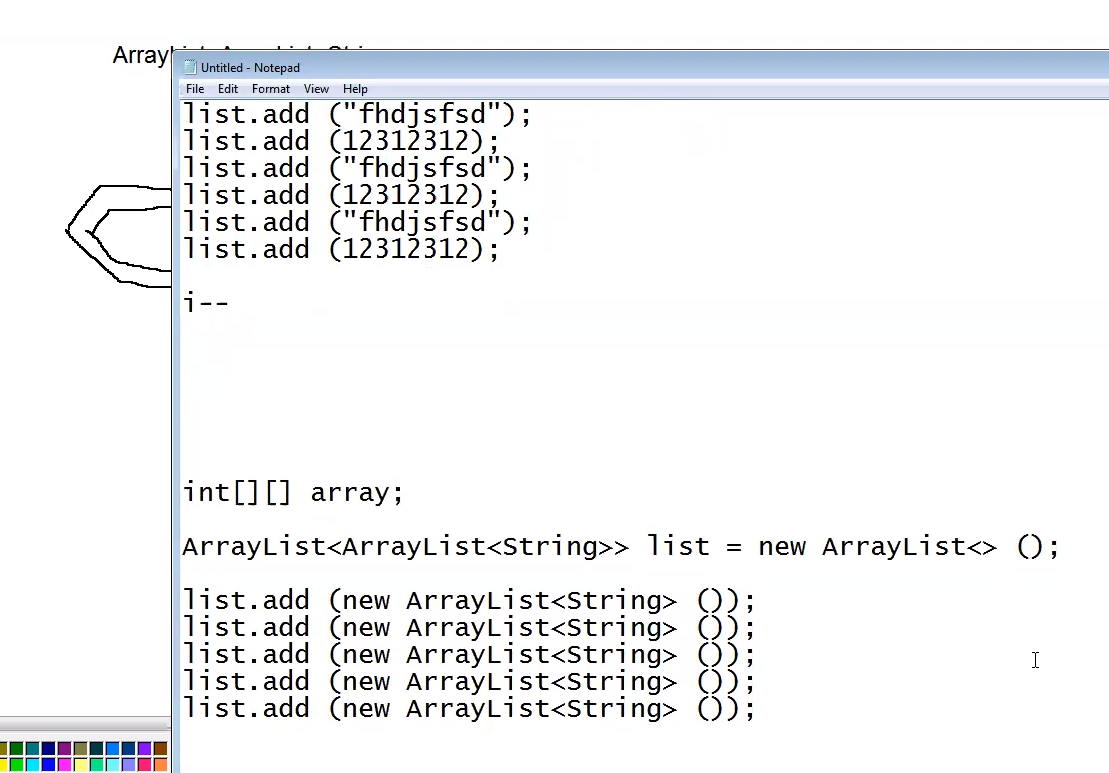 Untitled - Notepad
File Edit Format View Help
list.add ("fhdjsfsd");
list.add (12312312);
list.add ("fhdjsfsd");
list.add (12312312);
list.add ("fhdjsfsd");
list.add (12312312);
i--
int[][] array;
ArrayList<ArrayList<String>> list = new ArrayList<> ();
list.add (new ArrayList<String> ());
list.add (new ArrayList<String> ());
list.add (new ArrayList<String> ());
list.add (new ArrayList<String> ());
list.add (new ArrayList<String> ());